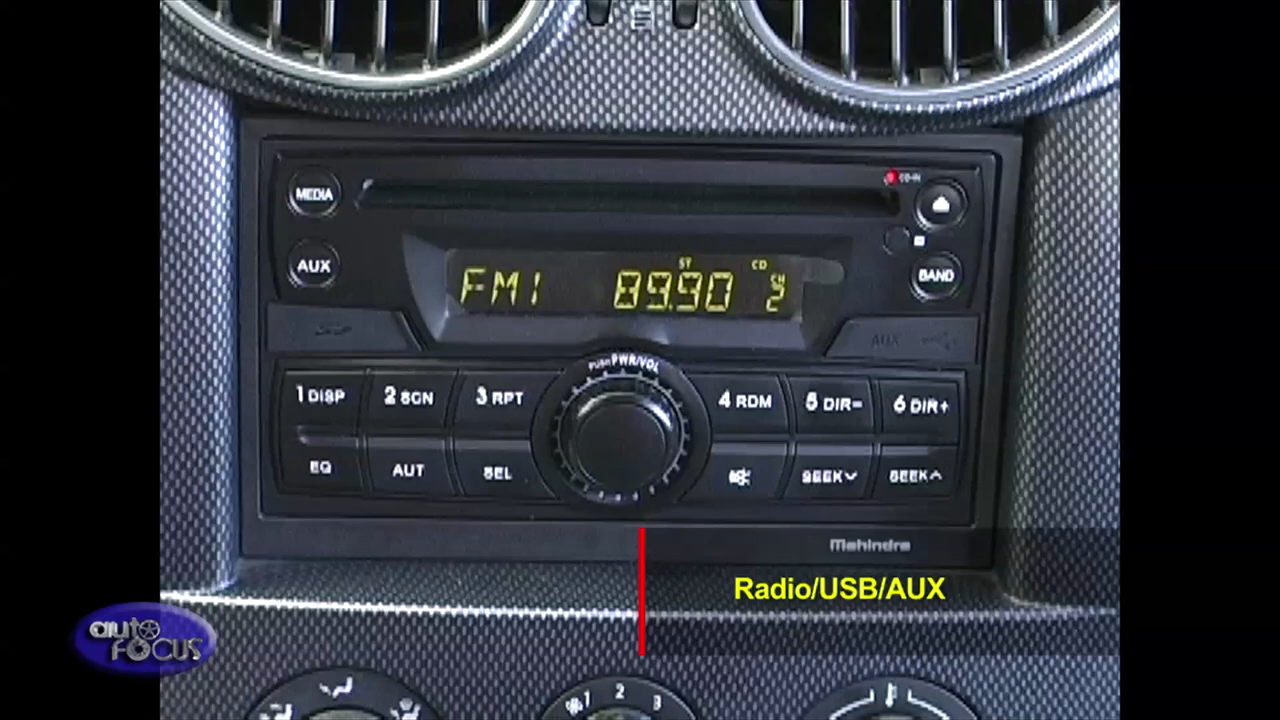 MEDIA
CD-IN
AUX
ST
CD
FM1 89.90
CH
2
BAND
AUX
PUSH PWR/VOL
1 DISP
2 SCN
3 RPT
4 RDM
5 DIR-
6 DIR+
EQ
AUT
SEL
SEEK
SEEK
Mahindra
Radio/USB/AUX
auto
FOCUS
1 2 3